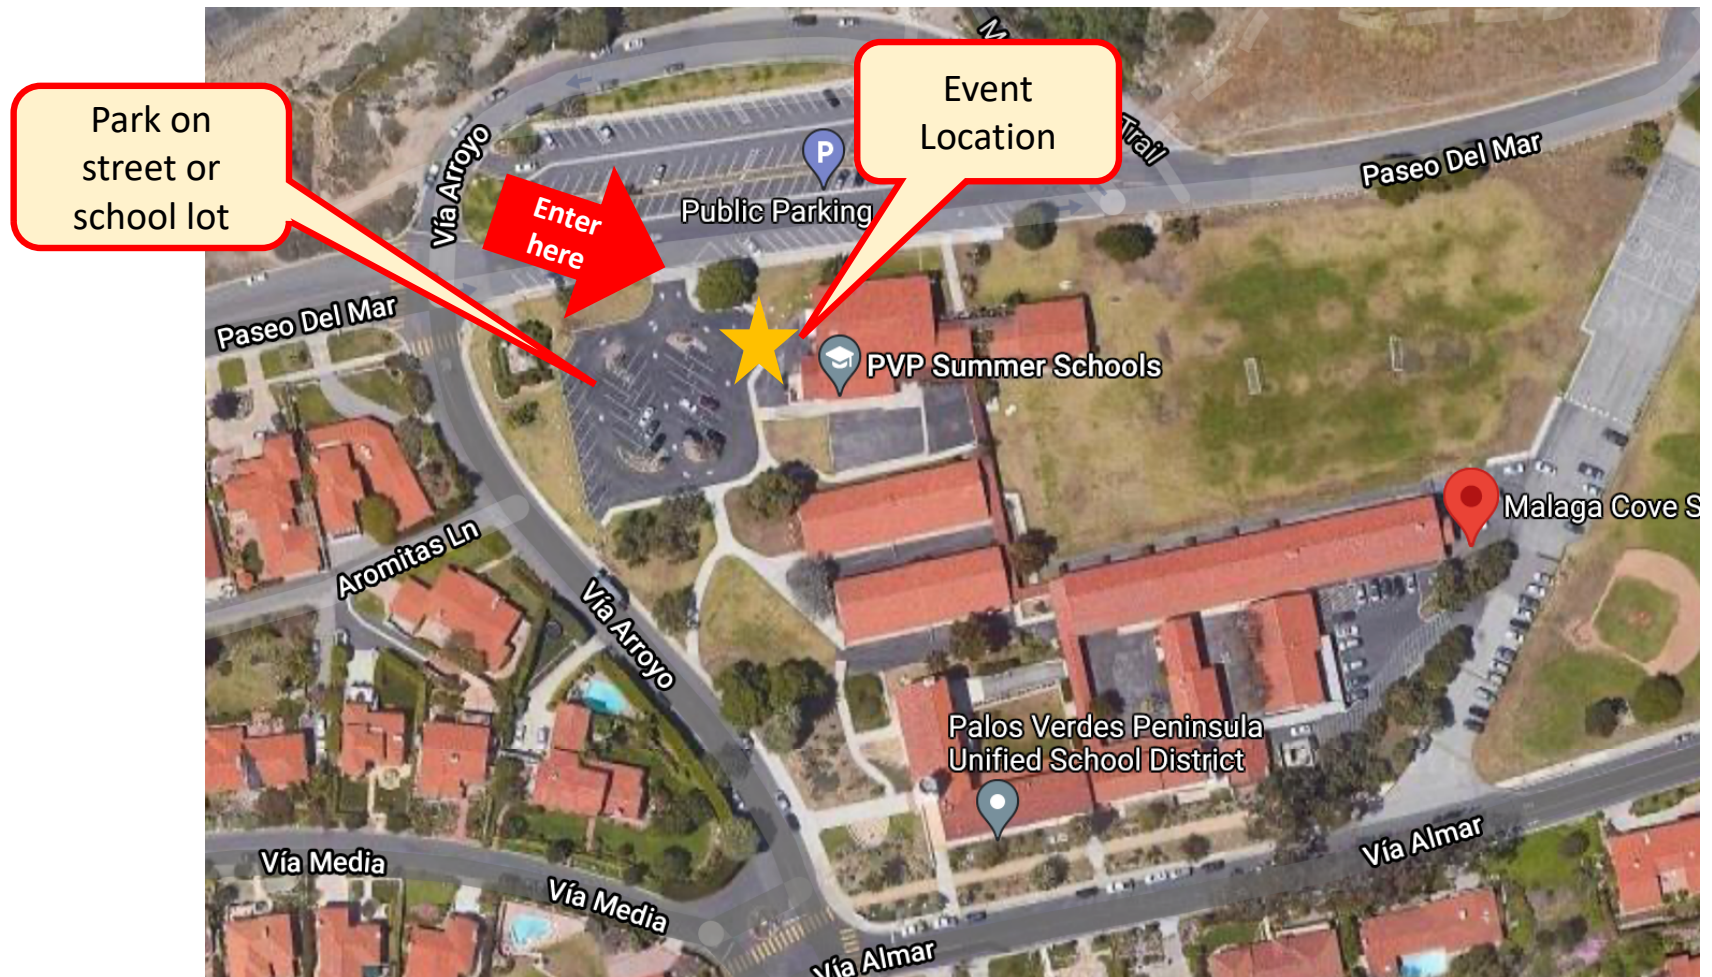 M
Event
Location
Park on
street or
school lot
Vía Arroyo
Trail
P
Paseo Del Mar
Enter
here
Public Parking
Paseo Del Mar
PVP Summer Schools
Malaga Cove S
Aromitas Ln
Vía Arroyo
Palos Verdes Peninsula
Unified School District
Vía Almar
Vía Media
Vía Media
Vía Almar